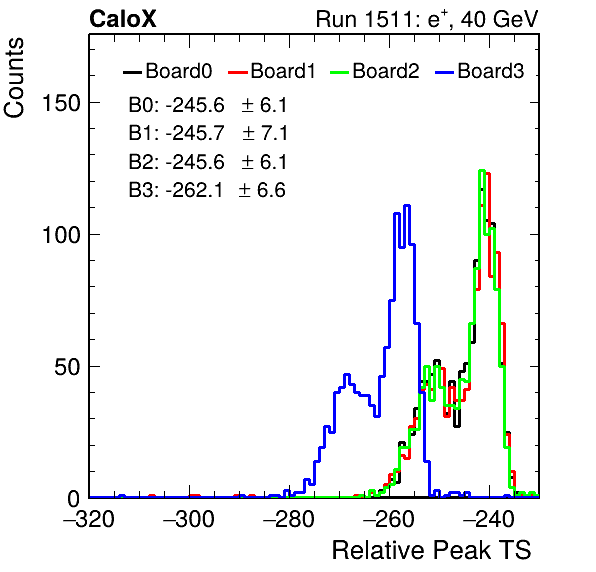 CaloX Run 1511: e⁺, 40 GeV
Counts
Board0 Board1 Board2 Board3
B0: -245.6 ± 6.1
B1: -245.7 ± 7.1
B2: -245.6 ± 6.1
B3: -262.1 ± 6.6
150
100
50
0
−320 −300 −280 −260 −240
Relative Peak TS